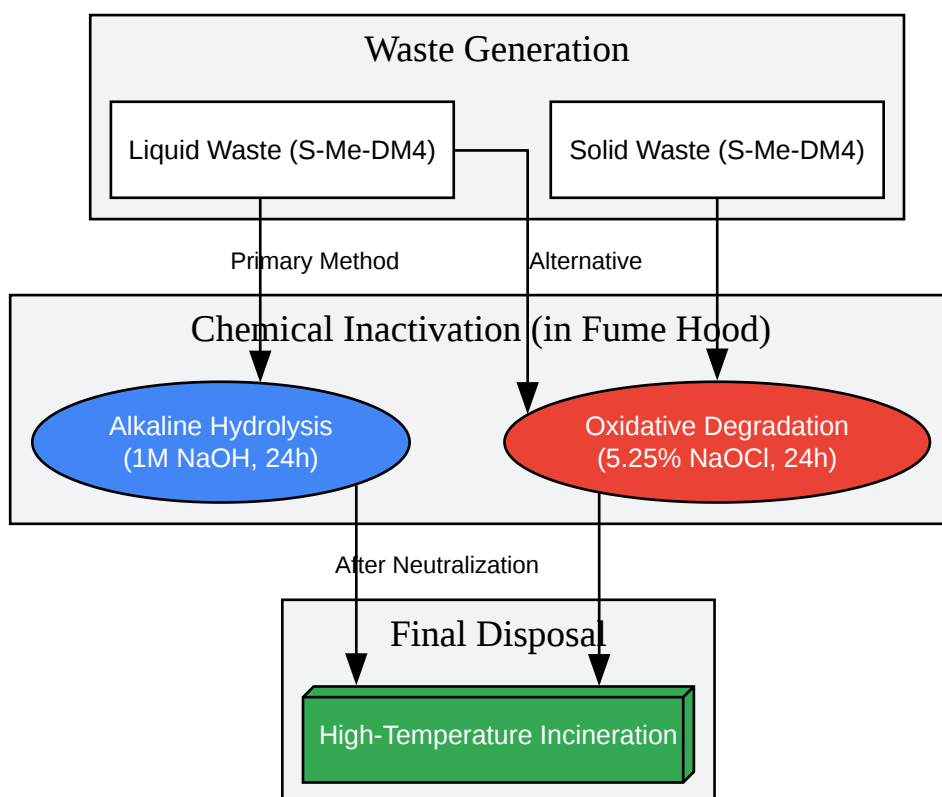 Waste Generation
Liquid Waste (S-Me-DM4)
Solid Waste (S-Me-DM4)
Primary Method
Alternative
Chemical Inactivation (in Fume Hood)
Alkaline Hydrolysis
(1M NaOH, 24h)
Oxidative Degradation
(5.25% NaOCl, 24h)
After Neutralization
Final Disposal
High-Temperature Incineration